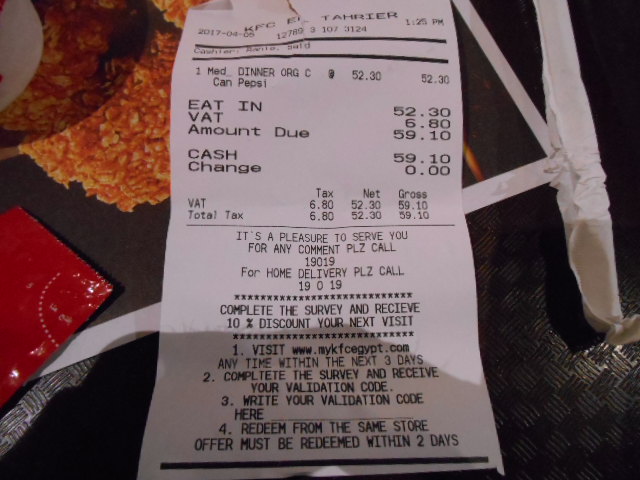 KFC El TAHRIER
2017-04-05 12789 3 107 3124 1:25 PM
Cashier: Rania, said
1 Med_ DINNER ORG C @ 52.30 52.30
Can Pepsi
EAT IN 52.30
VAT 6.80
Amount Due 59.10
CASH 59.10
Change 0.00
Tax Net Gross
VAT 6.80 52.30 59.10
Total Tax 6.80 52.30 59.10
IT`S A PLEASURE TO SERVE YOU
FOR ANY COMMENT PLZ CALL
19019
For HOME DELIVERY PLZ CALL
19 0 19
****************************
COMPLETE THE SURVEY AND RECIEVE
10 % DISCOUNT YOUR NEXT VISIT
****************************
1. VISIT www.mykfcegypt.com
ANY TIME WITHIN THE NEXT 3 DAYS
2. COMPLTETE THE SURVEY AND RECEIVE
YOUR VALIDATION CODE.
3. WRITE YOUR VALIDATION CODE
HERE ____________________
4. REDEEM FROM THE SAME STORE
OFFER MUST BE REDEEMED WITHIN 2 DAYS